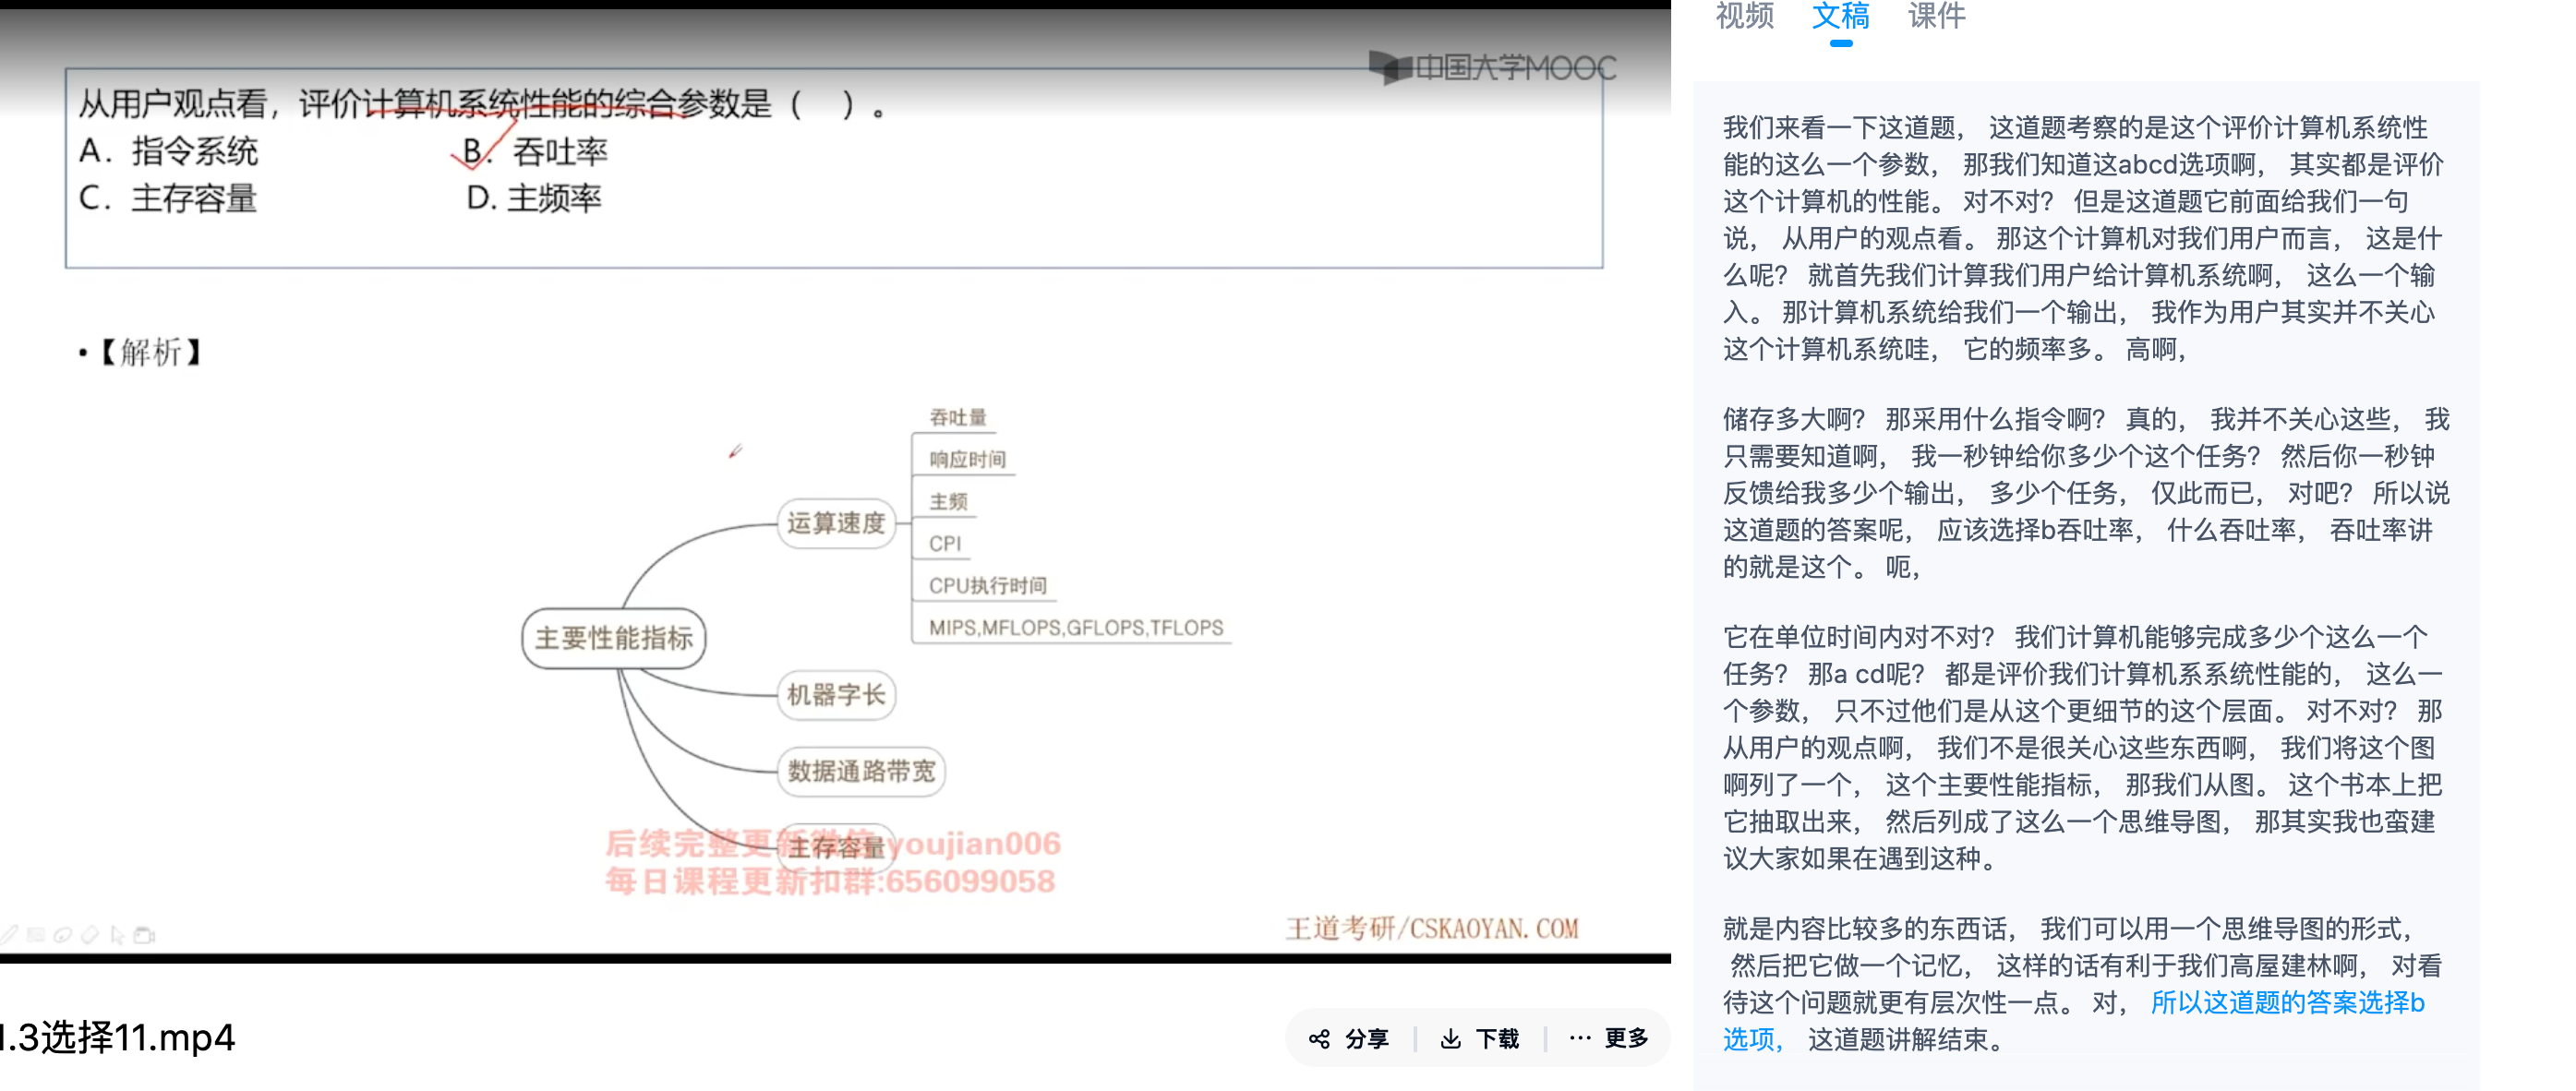 中国大学MOOC
从用户观点看，评价计算机系统性能的综合参数是（ ）。
A. 指令系统 B. 吞吐率
C. 主存容量 D. 主频率
•【解析】
吞吐量
响应时间
主频
CPI
CPU执行时间
MIPS,MFLOPS,GFLOPS,TFLOPS
运算速度
主要性能指标
机器字长
数据通路带宽
主存容量
后续完整更新微信:youjian006
每日课程更新扣群:656099058
王道考研/CSKAOYAN.COM
1.3选择11.mp4
分享
下载
更多
视频 文稿 课件
我们来看一下这道题， 这道题考察的是这个评价计算机系统性
能的这么一个参数， 那我们知道这abcd选项啊， 其实都是评价
这个计算机的性能。 对不对？ 但是这道题它前面给我们一句
说， 从用户的观点看。 那这个计算机对我们用户而言， 这是什
么呢？ 就首先我们计算我们用户给计算机系统啊， 这么一个输
入。 那计算机系统给我们一个输出， 我作为用户其实并不关心
这个计算机系统哇， 它的频率多。 高啊，
储存多大啊？ 那采用什么指令啊？ 真的， 我并不关心这些， 我
只需要知道啊， 我一秒钟给你多少个这个任务？ 然后你一秒钟
反馈给我多少个输出， 多少个任务， 仅此而已， 对吧？ 所以说
这道题的答案呢， 应该选择b吞吐率， 什么吞吐率， 吞吐率讲
的就是这个。 呃，
它在单位时间内对不对？ 我们计算机能够完成多少个这么一个
任务？ 那a cd呢？ 都是评价我们计算机系系统性能的， 这么一
个参数， 只不过他们是从这个更细节的这个层面。 对不对？ 那
从用户的观点啊， 我们不是很关心这些东西啊， 我们将这个图
啊列了一个， 这个主要性能指标， 那我们从图。 这个书本上把
它抽取出来， 然后列成了这么一个思维导图， 那其实我也蛮建
议大家如果在遇到这种。
就是内容比较多的东西话， 我们可以用一个思维导图的形式，
然后把它做一个记忆， 这样的话有利于我们高屋建林啊， 对看
待这个问题就更有层次性一点。 对， 所以这道题的答案选择b
选项， 这道题讲解结束。